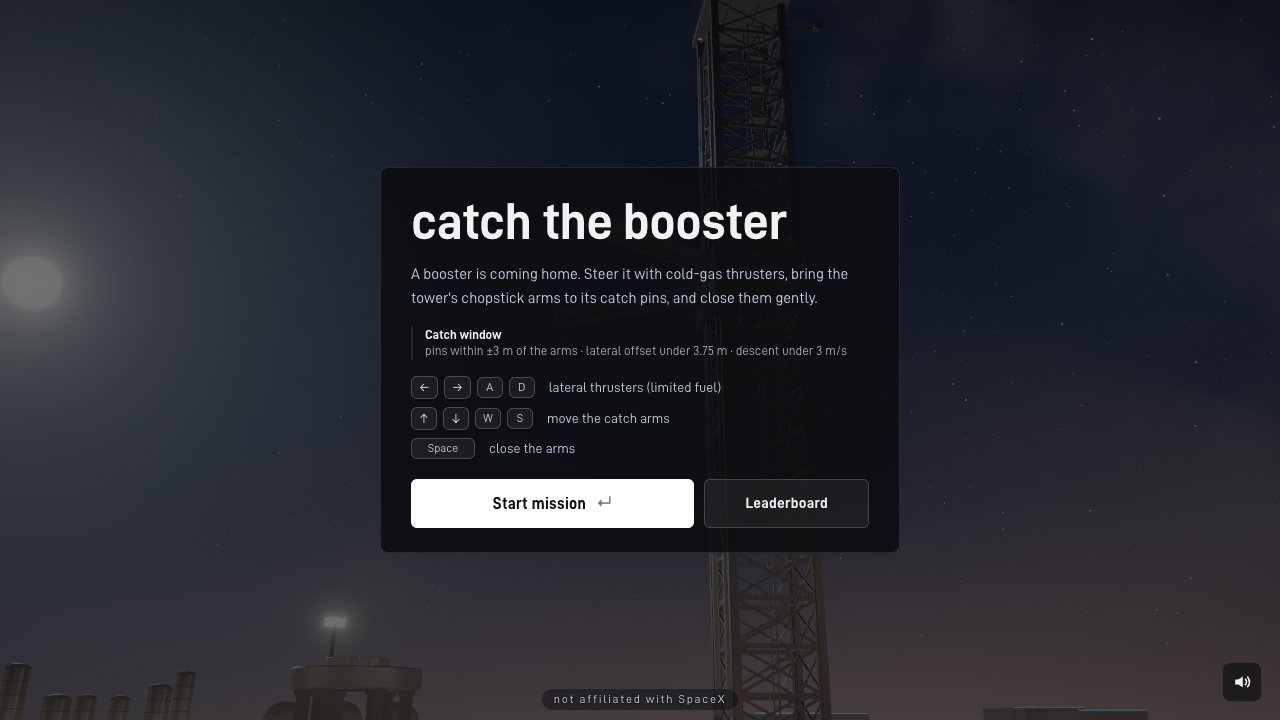 catch the booster
A booster is coming home. Steer it with cold-gas thrusters, bring the
tower's chopstick arms to its catch pins, and close them gently.
Catch window
pins within ±3 m of the arms · lateral offset under 3.75 m · descent under 3 m/s
← → A D lateral thrusters (limited fuel)
↑ ↓ W S move the catch arms
Space close the arms
Start mission ↵ Leaderboard
not affiliated with SpaceX